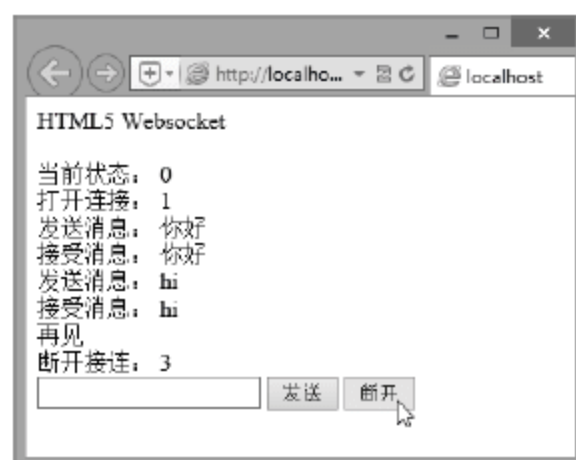 http://localho...
localhost
HTML5 Websocket
当前状态： 0
打开连接： 1
发送消息： 你好
接受消息： 你好
发送消息： hi
接受消息： hi
再见
断开接连： 3
发送 断开